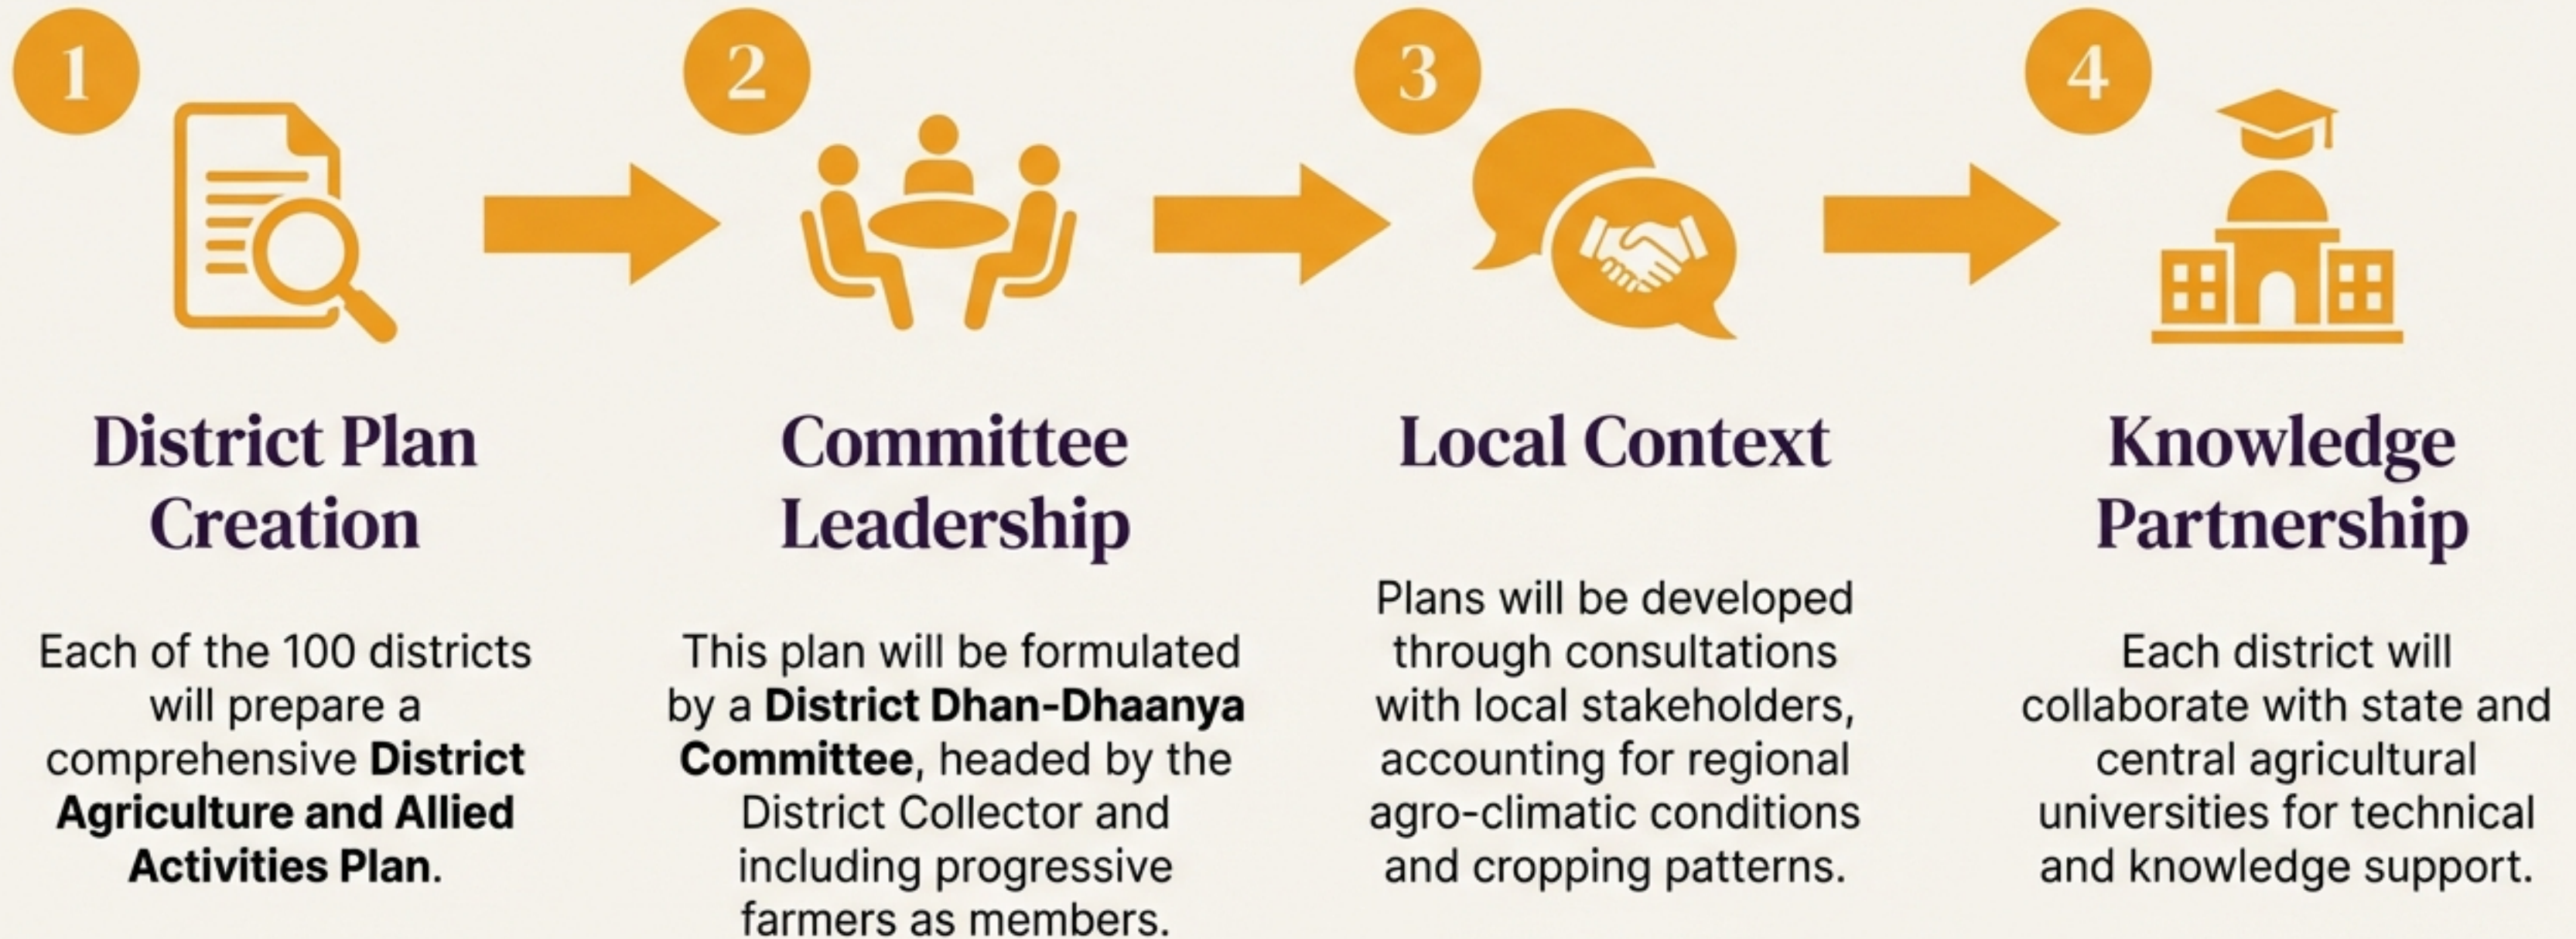 1
District Plan
Creation
Each of the 100 districts
will prepare a
comprehensive District
Agriculture and Allied
Activities Plan.
2
Committee
Leadership
This plan will be formulated
by a District Dhan-Dhaanya
Committee, headed by the
District Collector and
including progressive
farmers as members.
3
Local Context
Plans will be developed
through consultations
with local stakeholders,
accounting for regional
agro-climatic conditions
and cropping patterns.
4
Knowledge
Partnership
Each district will
collaborate with state and
central agricultural
universities for technical
and knowledge support.